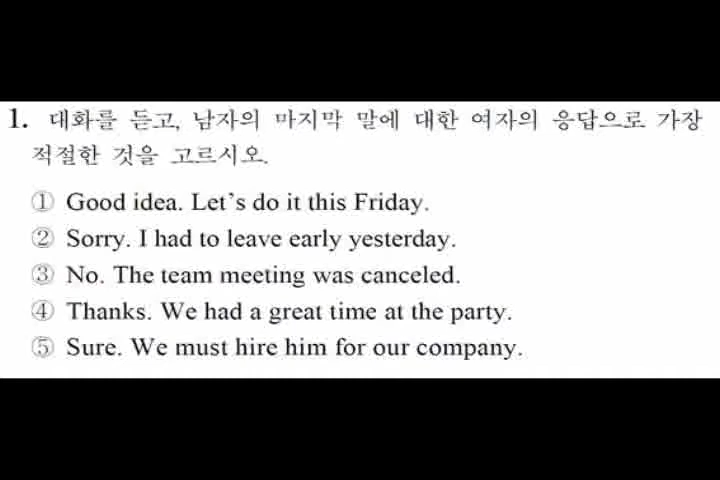 1. 대화를 듣고, 남자의 마지막 말에 대한 여자의 응답으로 가장
적절한 것을 고르시오.
① Good idea. Let's do it this Friday.
② Sorry. I had to leave early yesterday.
③ No. The team meeting was canceled.
④ Thanks. We had a great time at the party.
⑤ Sure. We must hire him for our company.